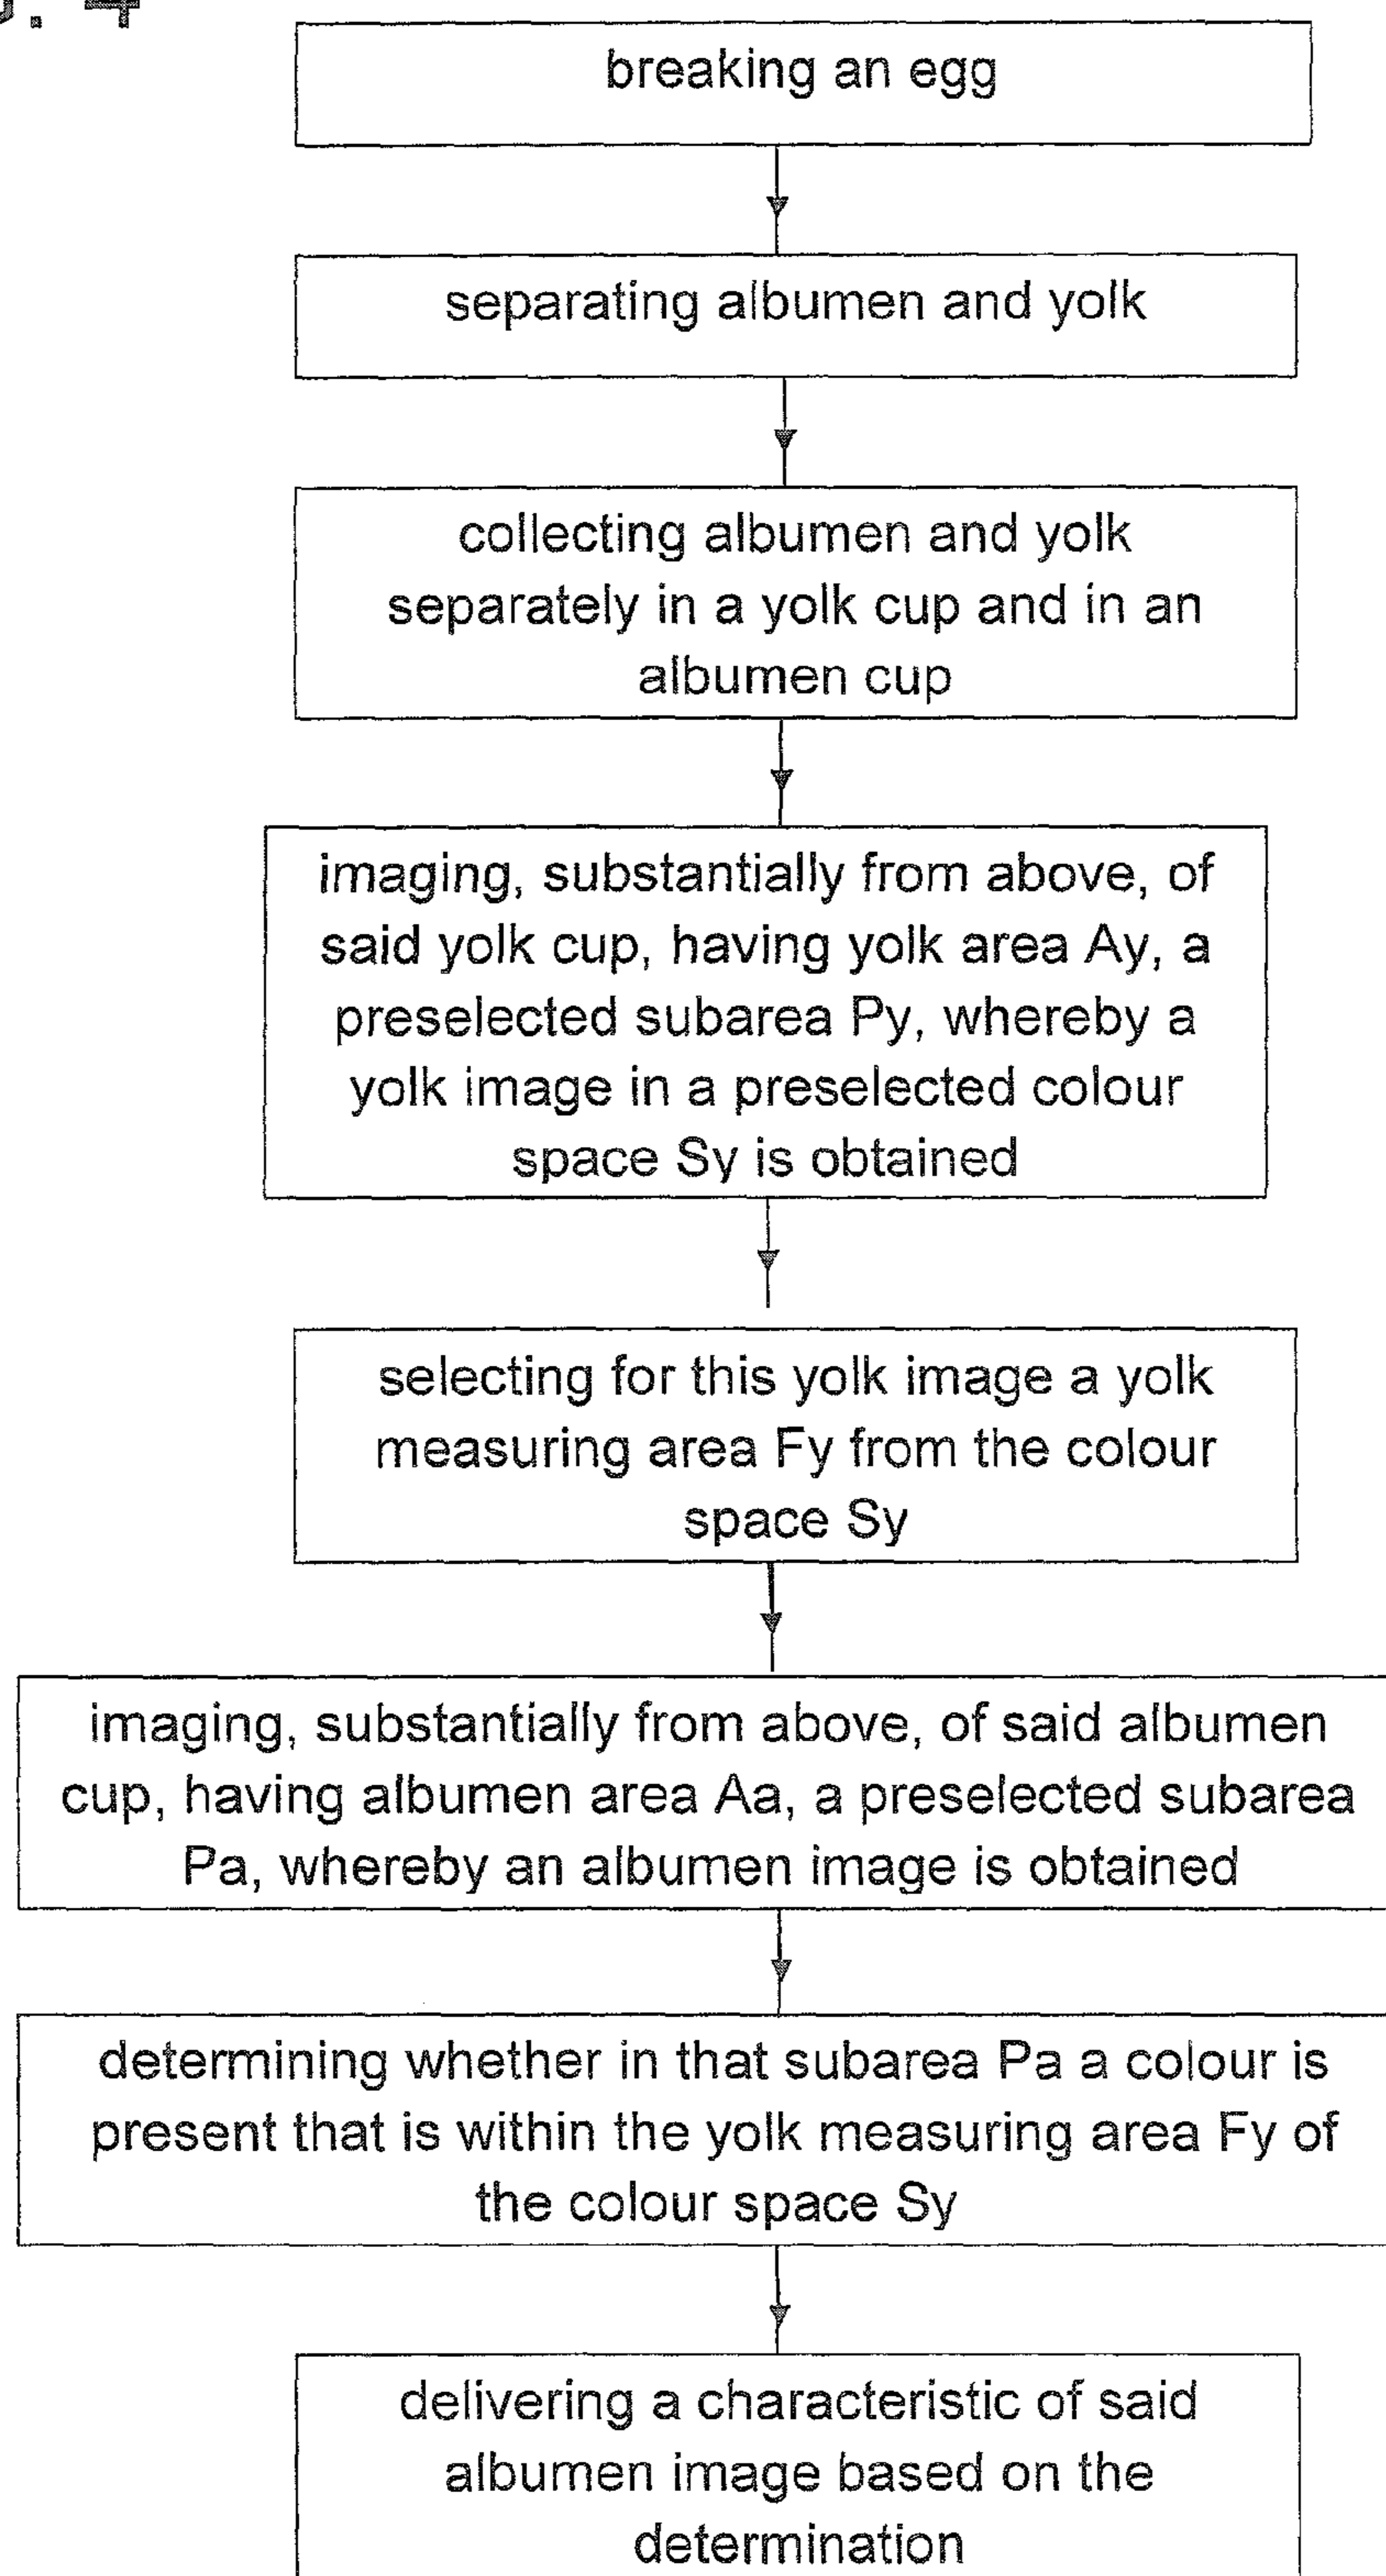 4
breaking an egg
separating albumen and yolk
collecting albumen and yolk
separately in a yolk cup and in an
albumen cup
imaging, substantially from above, of
said yolk cup, having yolk area Ay, a
preselected subarea Py, whereby a
yolk image in a preselected colour
space Sy is obtained
selecting for this yolk image a yolk
measuring area Fy from the colour
space Sy
imaging, substantially from above, of said albumen
cup, having albumen area Aa, a preselected subarea
Pa, whereby an albumen image is obtained
determining whether in that subarea Pa a colour is
present that is within the yolk measuring area Fy of
the colour space Sy
delivering a characteristic of said
albumen image based on the
determination